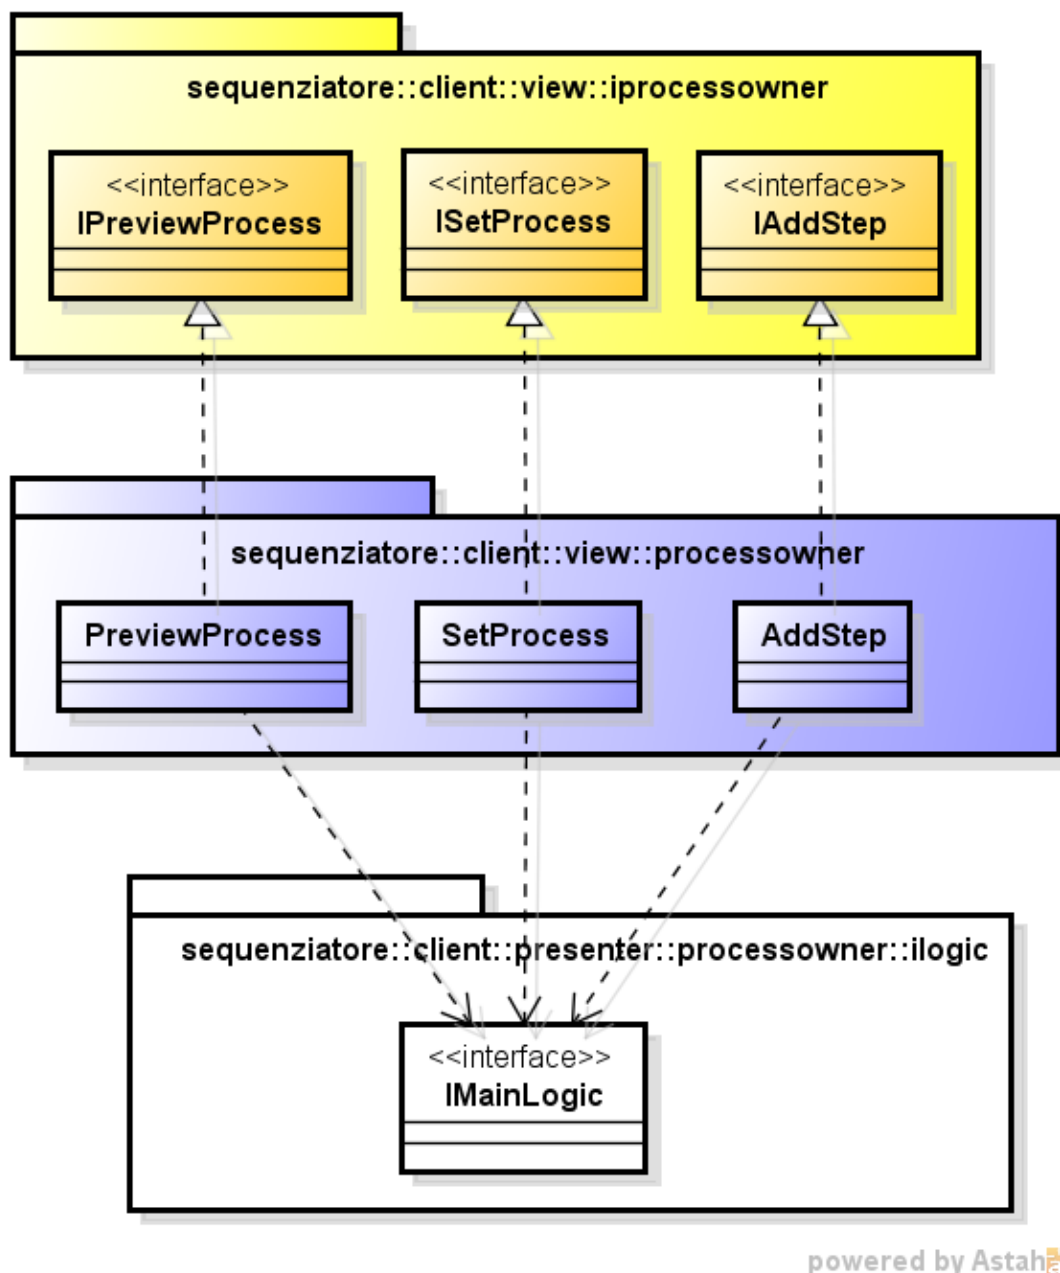 sequenziatore::client::view::iprocessowner
<<interface>>
IPreviewProcess
<<interface>>
ISetProcess
<<interface>>
IAddStep
sequenziatore::client::view::processowner
PreviewProcess
SetProcess
AddStep
sequenziatore::client::presenter::processowner::ilogic
<<interface>>
IMainLogic
powered by Astah